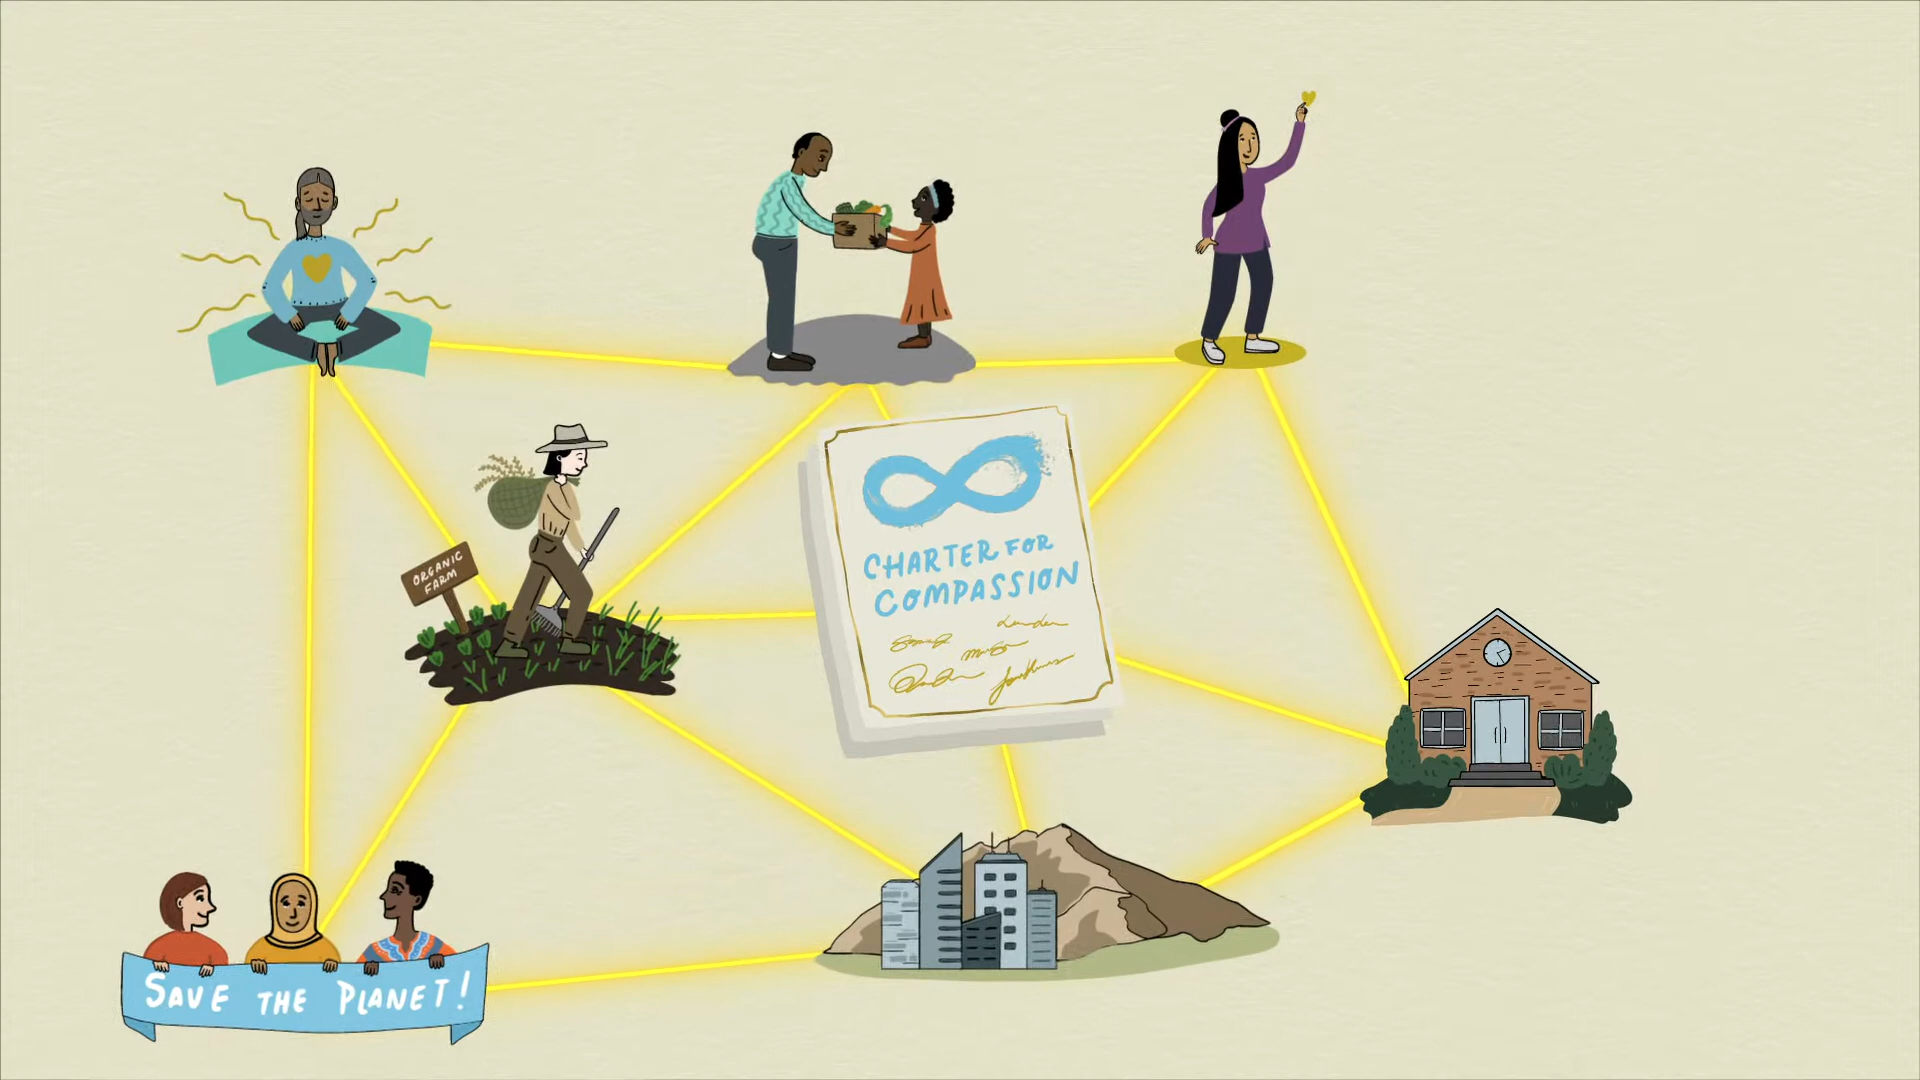 ORGANIC
FARM
CHARTER FOR
COMPASSION
SAVE THE PLANET!